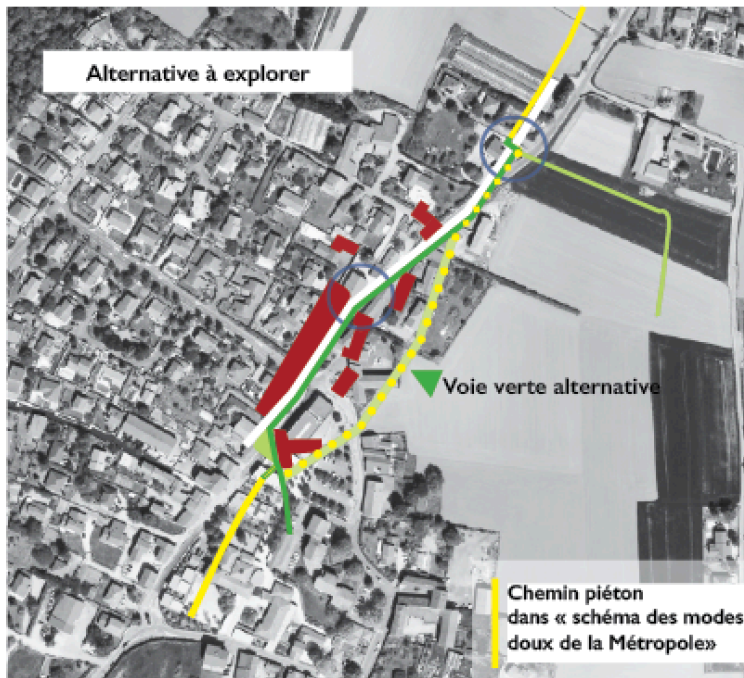 Alternative à explorer
Voie verte alternative
Chemin piéton
dans « schéma des modes
doux de la Métropole»